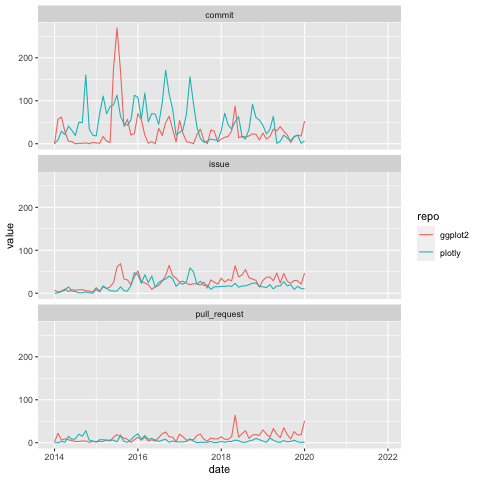 commit
200
100
0
issue
200
100
0
pull_request
200
100
0
value
2014
2016
2018
2020
2022
date
repo
ggplot2
plotly